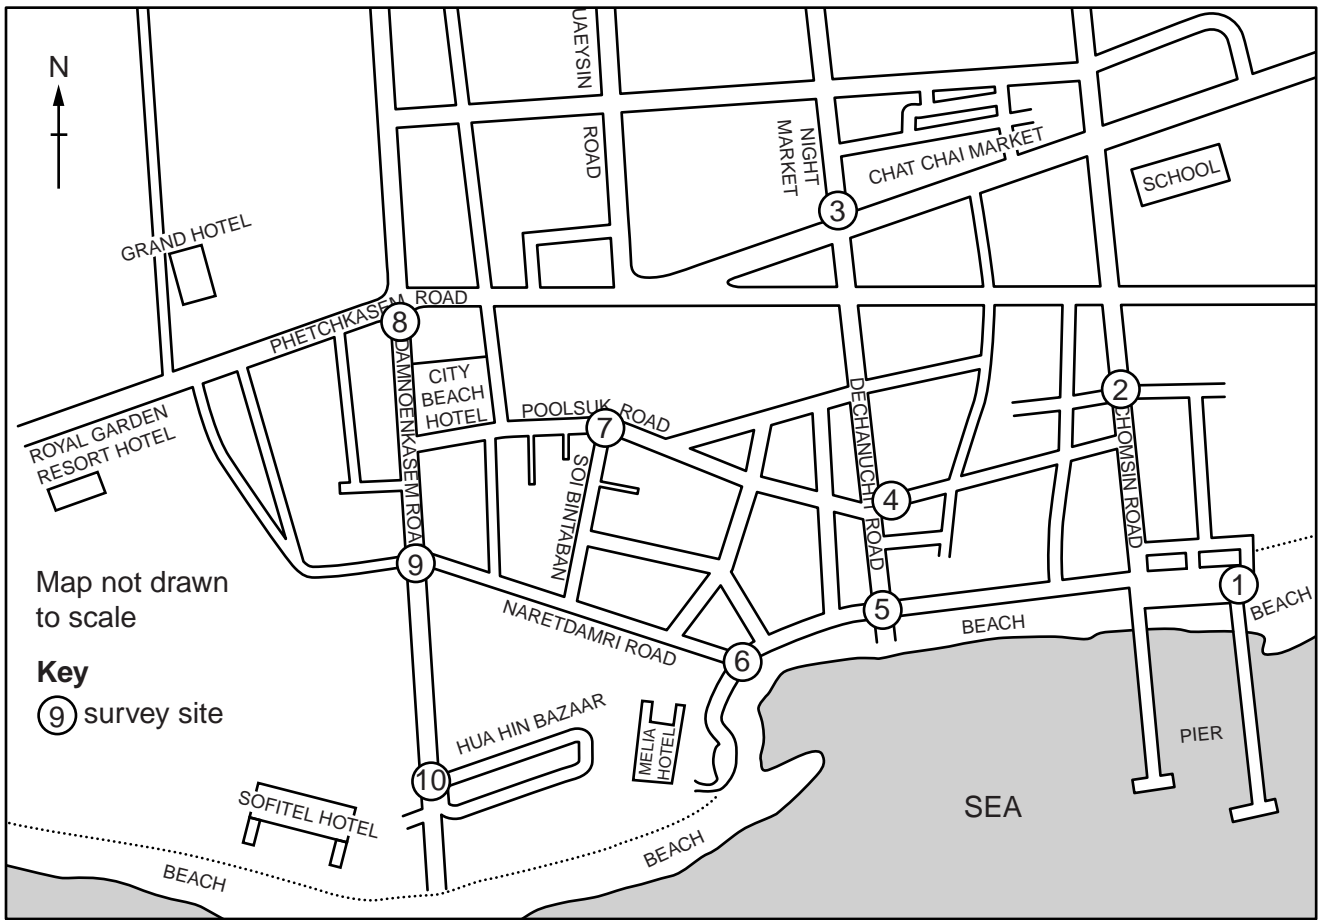 N
UAEYSIN
ROAD
NIGHT
MARKET
CHAT CHAI MARKET
SCHOOL
3
GRAND HOTEL
PHETCHKASEM ROAD
8
DAMNOENKASEM ROA
CITY
BEACH
HOTEL
POOLSUK ROAD
7
SOI BINTABAN
DECHANUCHIT ROAD
2
CHOMSIN ROAD
4
ROYAL GARDEN
RESORT HOTEL
9
NARETDAMRI ROAD
5
1
BEACH
BEACH
6
Map not drawn
to scale
Key
9 survey site
HUA HIN BAZAAR
MELIA
HOTEL
PIER
10
SOFITEL HOTEL
SEA
BEACH
BEACH